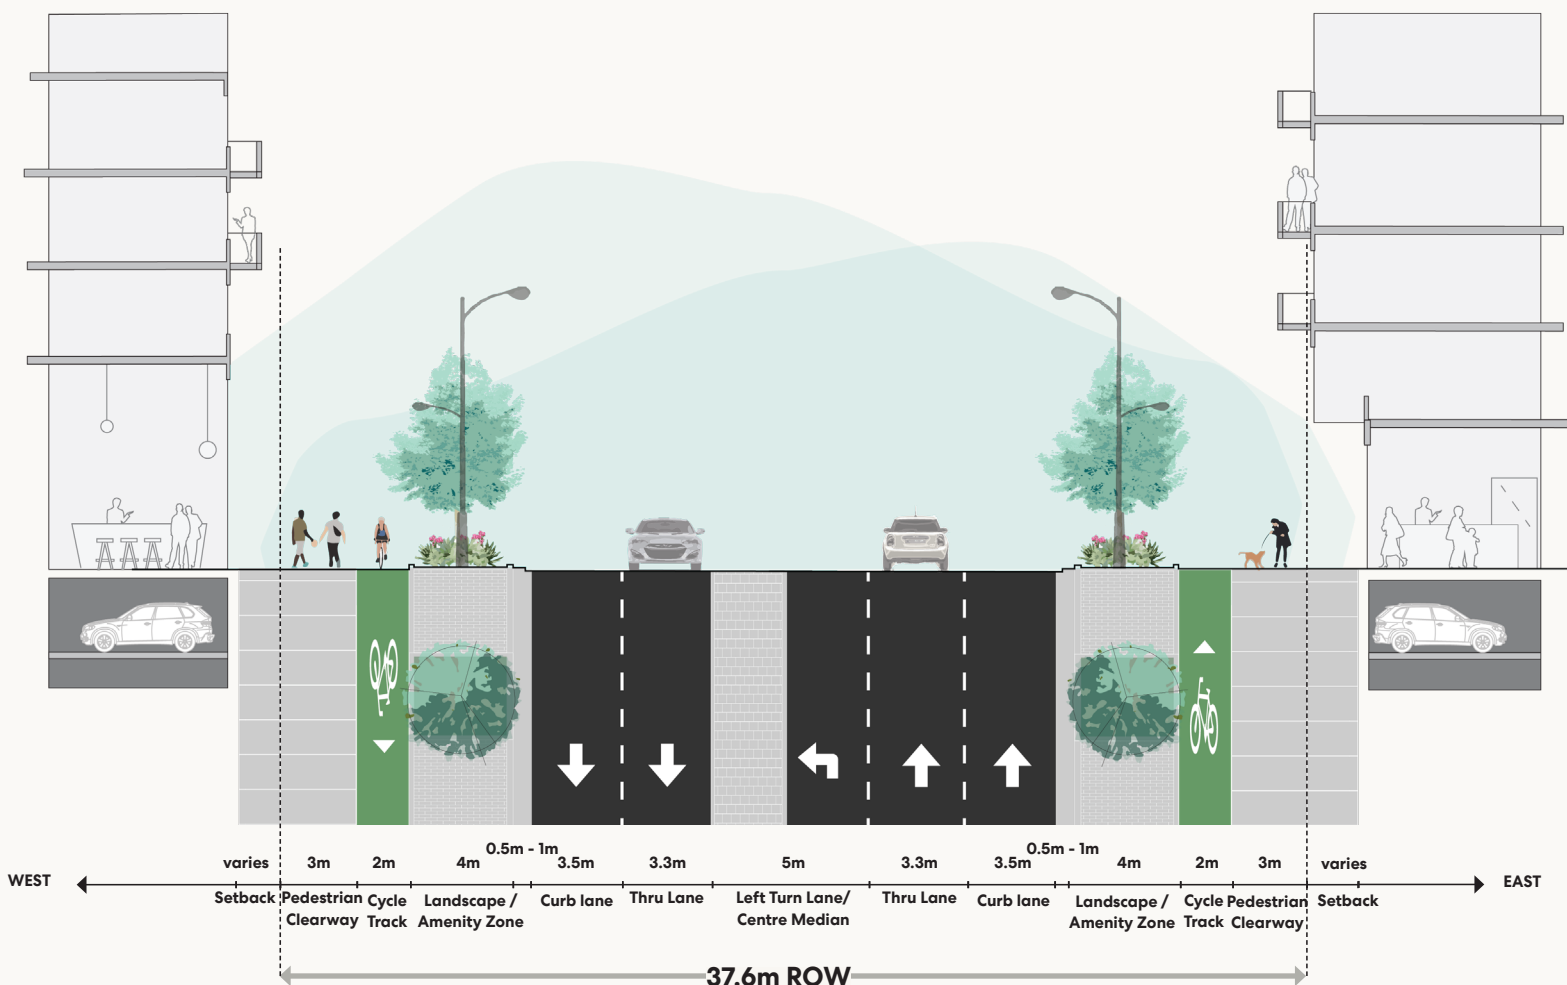 0.5m - 1m
0.5m - 1m
varies
3m
2m
4m
3.5m
3.3m
5m
3.3m
3.5m
4m
2m
3m
varies
WEST
EAST
Setback
Pedestrian
Clearway
Cycle
Track
Landscape /
Amenity Zone
Curb lane
Thru Lane
Left Turn Lane/
Centre Median
Thru Lane
Curb lane
Landscape /
Amenity Zone
Cycle
Track
Pedestrian
Clearway
Setback
37.6m ROW